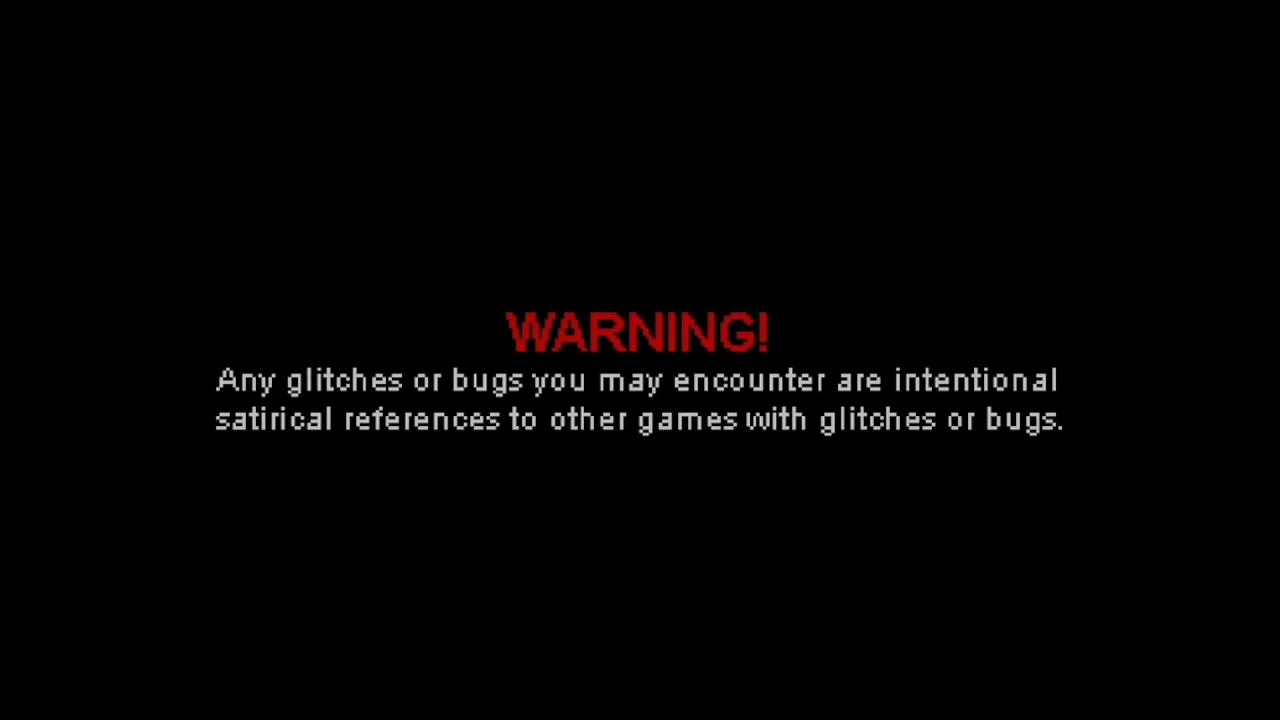 WARNING!
Any glitches or bugs you may encounter are intentional
satirical references to other games with glitches or bugs.